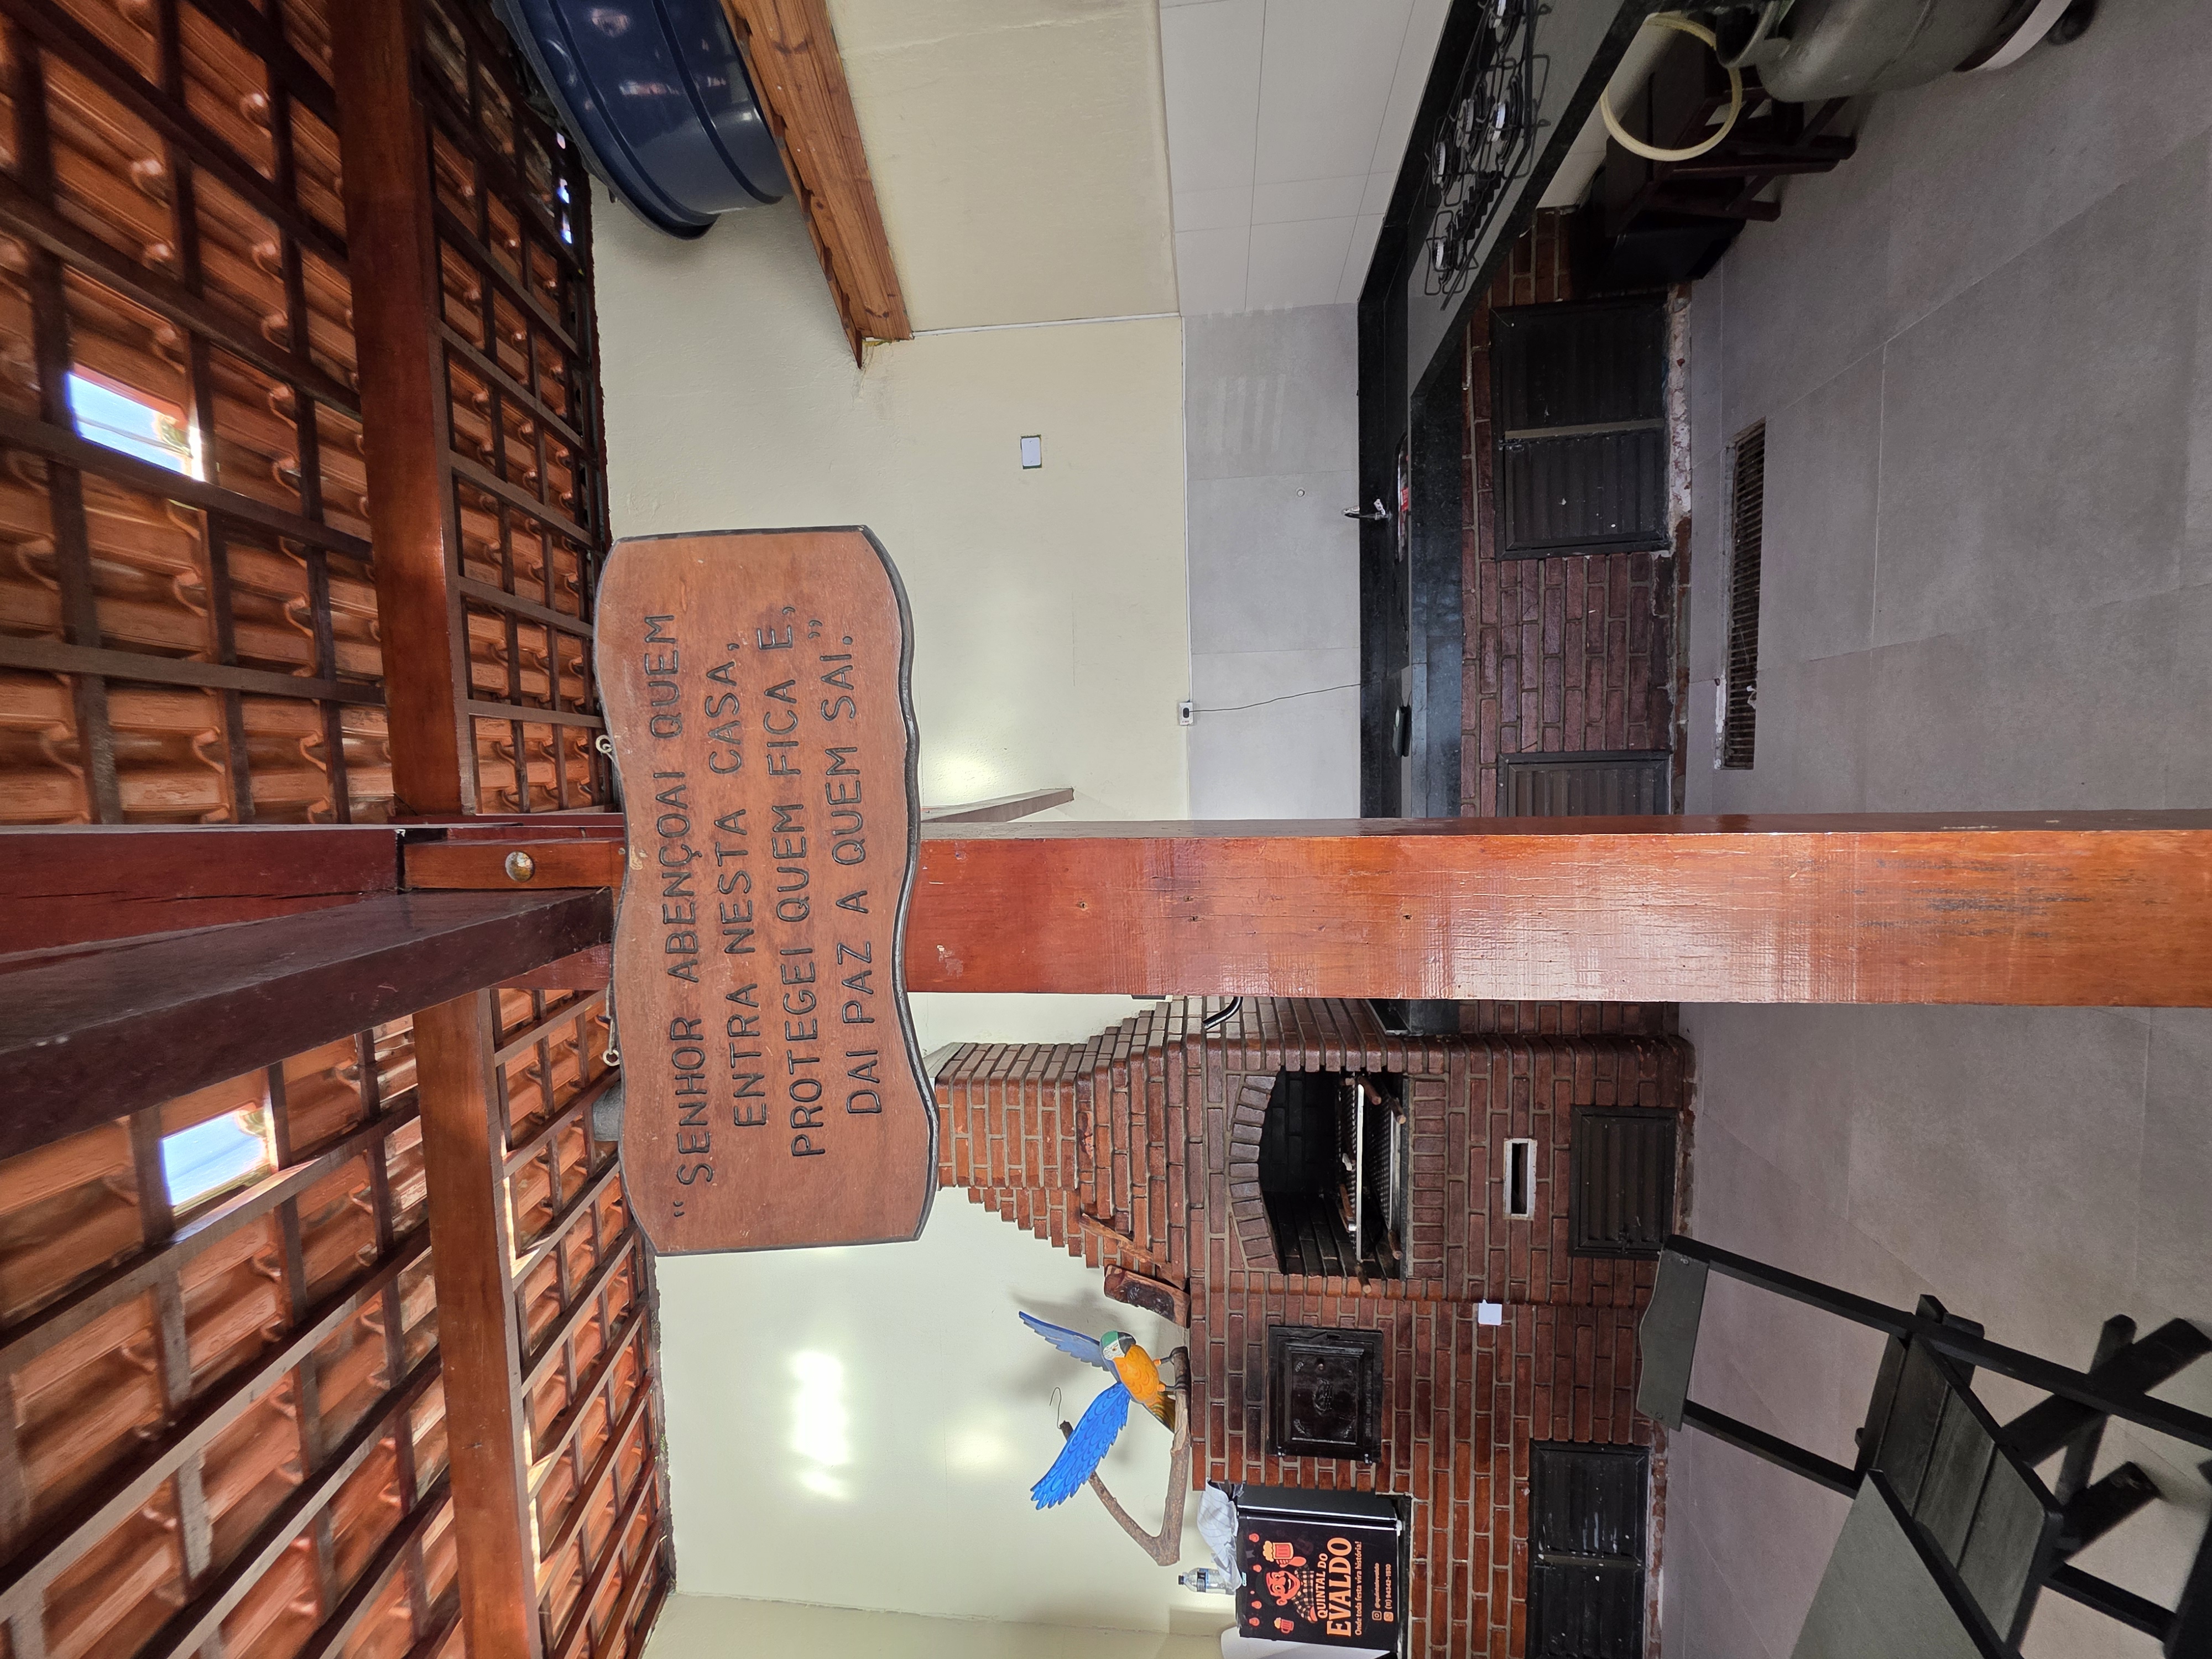 “SENHOR ABENÇOAI QUEM
ENTRA NESTA CASA,
PROTEGEI QUEM FICA E,
DAI PAZ A QUEM SAI.”
QUINTAL DO
EVALDO
Onde toda festa vira história!
@quintalevaldo
(11) 94342-1510